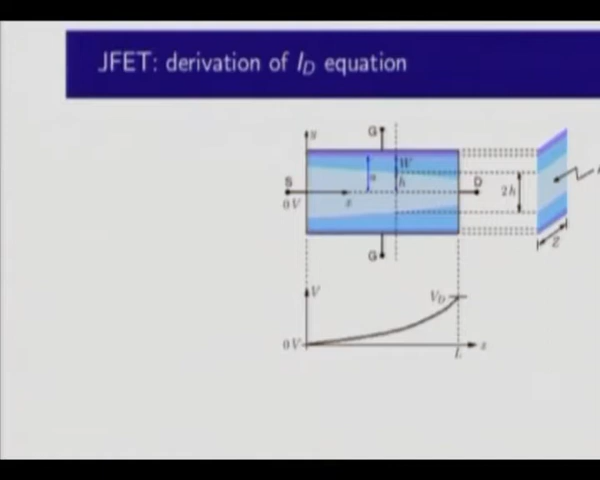 JFET: derivation of I_D equation
G
y
W
a
h
S
D
0 V
x
2h
Z
G
V
V_D
0 V
L
x